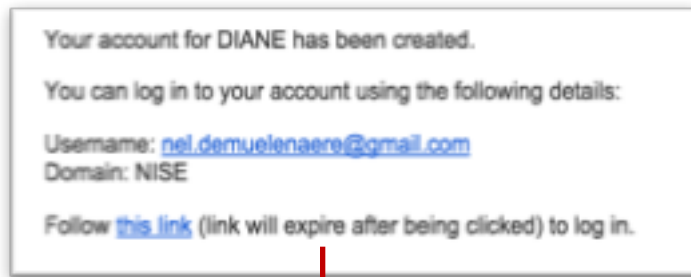 Your account for DIANE has been created.
You can log in to your account using the following details:
Username: nel.demuelenaere@gmail.com
Domain: NISE
Follow this link (link will expire after being clicked) to log in.